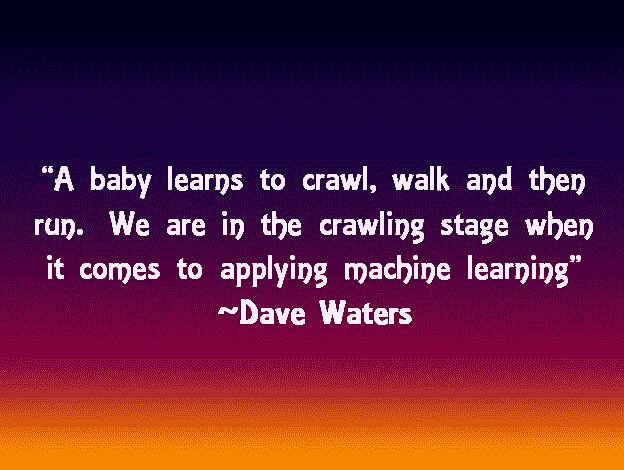 “A baby learns to crawl, walk and then
run. We are in the crawling stage when
it comes to applying machine learning”
~Dave Waters